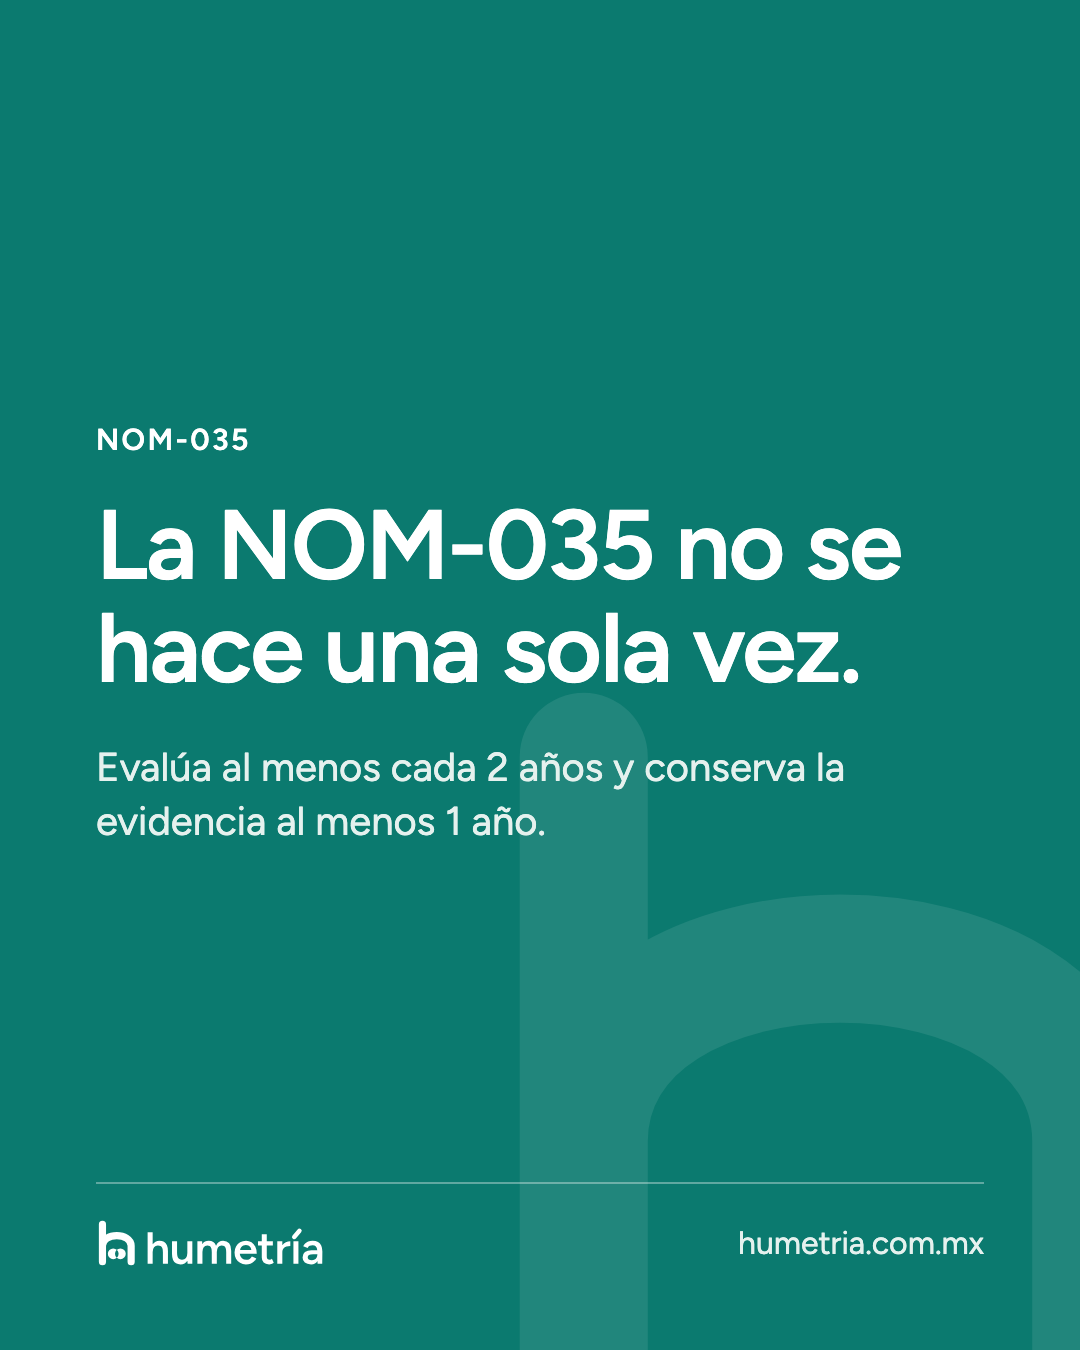 NOM-035
La NOM-035 no se
hace una sola vez.
Evalúa al menos cada 2 años y conserva la
evidencia al menos 1 año.
humetría
humetria.com.mx